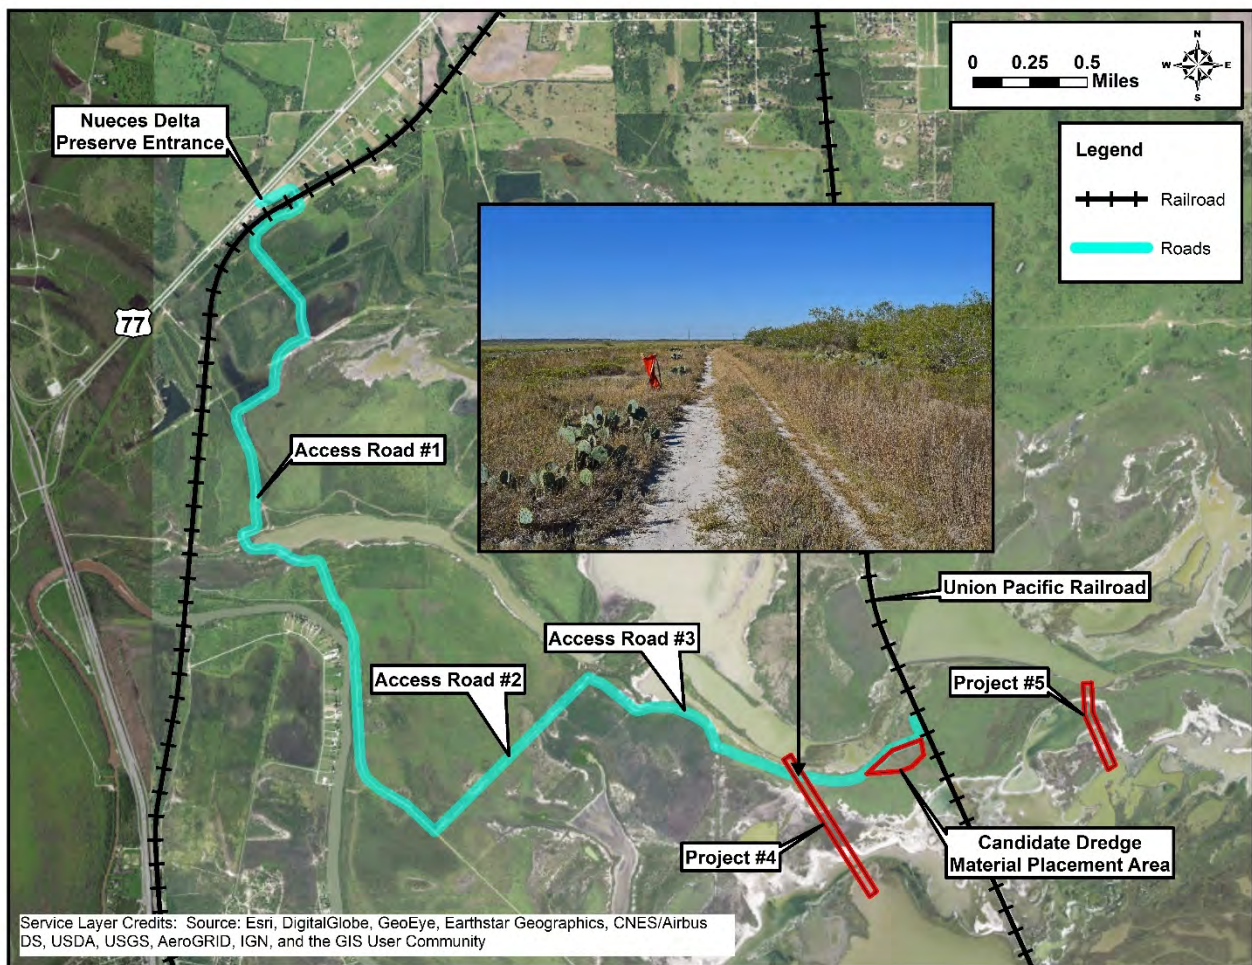 Nueces Delta
Preserve Entrance
0 0.25 0.5
Miles
N
W E
S
Legend
Railroad
Roads
77
Access Road #1
Union Pacific Railroad
Access Road #3
Access Road #2
Project #5
Project #4
Candidate Dredge
Material Placement Area
Service Layer Credits: Source: Esri, DigitalGlobe, GeoEye, Earthstar Geographics, CNES/Airbus
DS, USDA, USGS, AeroGRID, IGN, and the GIS User Community